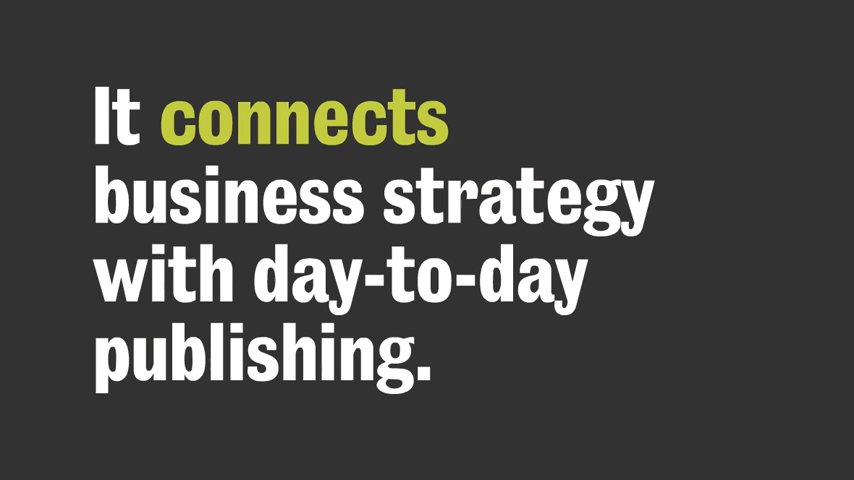 It connects
business strategy
with day-to-day
publishing.